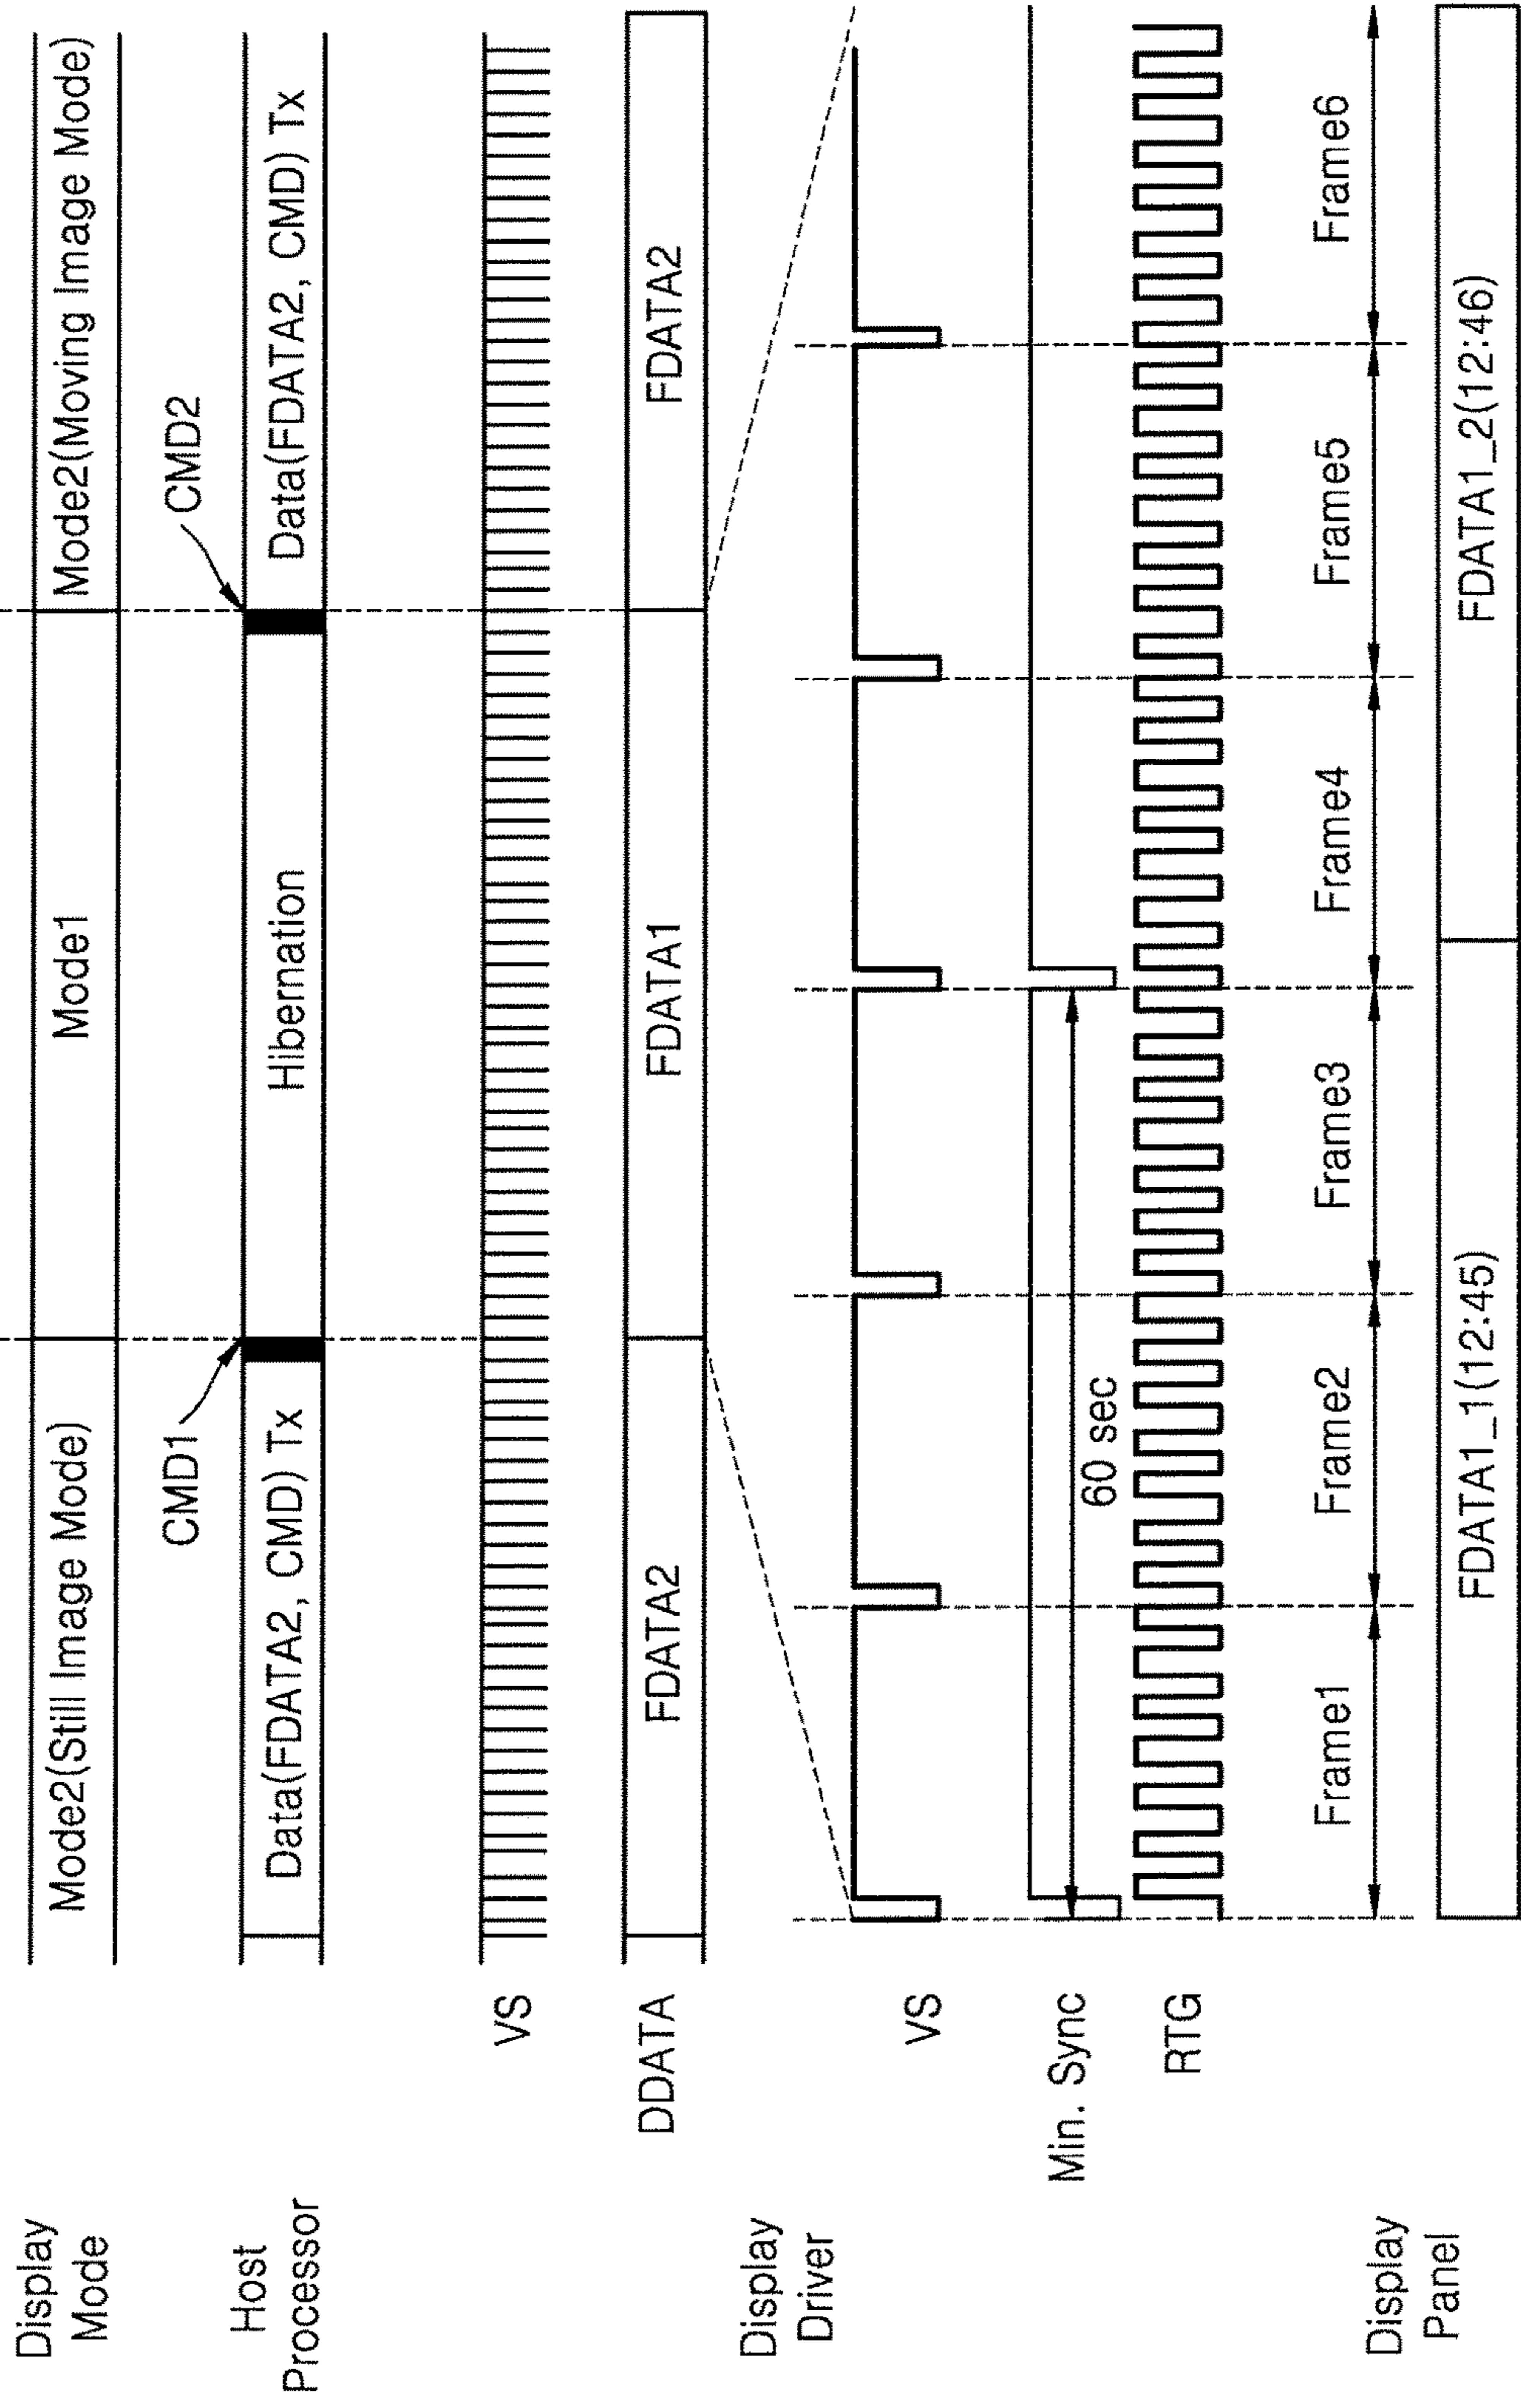 Display
Mode
Mode2(Still Image Mode)
Mode1
Mode2(Moving Image Mode)
CMD1
CMD2
Host
Processor
Data(FDATA2, CMD) Tx
Hibernation
Data(FDATA2, CMD) Tx
VS
DDATA
FDATA2
FDATA1
FDATA2
Display
Driver
VS
Min. Sync
60 sec
RTG
Frame1
Frame2
Frame3
Frame4
Frame5
Frame6
Display
Panel
FDATA1_1(12:45)
FDATA1_2(12:46)